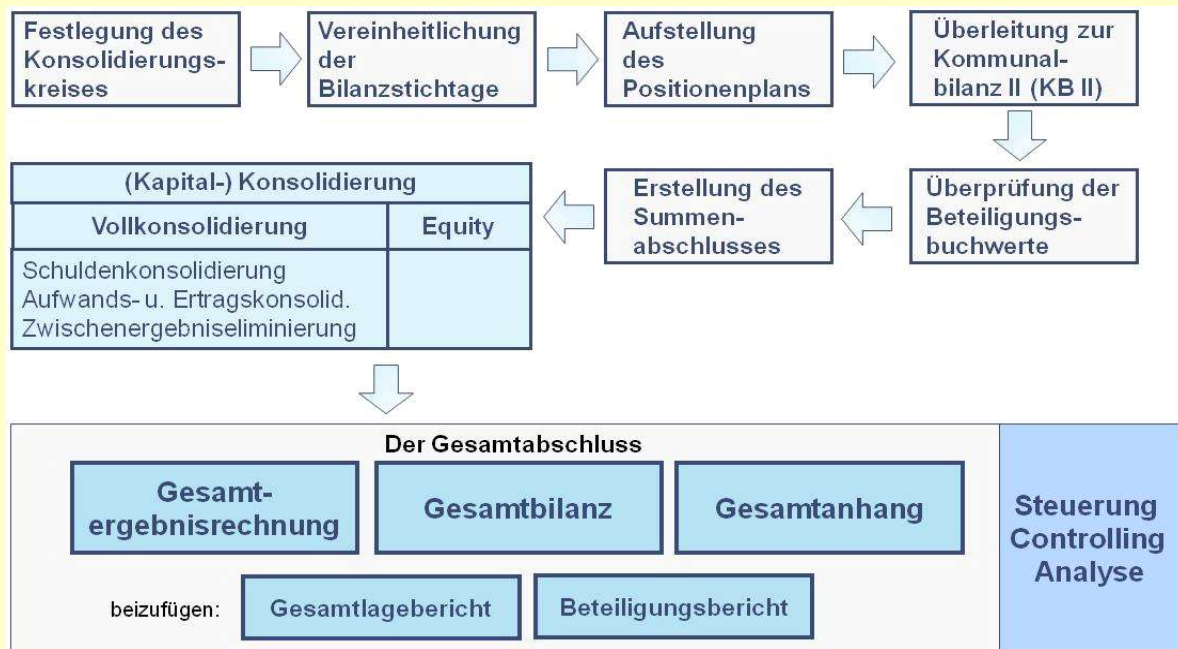 Festlegung des
Konsolidierungs-
kreises
Vereinheitlichung
der
Bilanzstichtage
Aufstellung
des
Positionenplans
Überleitung zur
Kommunal-
bilanz II (KB II)
Überprüfung der
Beteiligungs-
buchwerte
Erstellung des
Summen-
abschlusses
(Kapital-) Konsolidierung
Vollkonsolidierung
Equity
Schuldenkonsolidierung
Aufwands- u. Ertragskonsolid.
Zwischenergebniseliminierung
Der Gesamtabschluss
Gesamt-
ergebnisrechnung
Gesamtbilanz
Gesamtanhang
beizufügen:
Gesamtlagebericht
Beteiligungsbericht
Steuerung
Controlling
Analyse